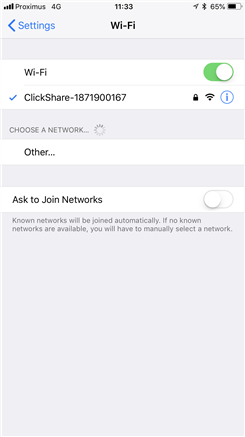 Proximus 4G 11:33 65%
Settings Wi-Fi
Wi-Fi
ClickShare-1871900167
CHOOSE A NETWORK...
Other...
Ask to Join Networks
Known networks will be joined automatically. If no known
networks are available, you will have to manually select a network.